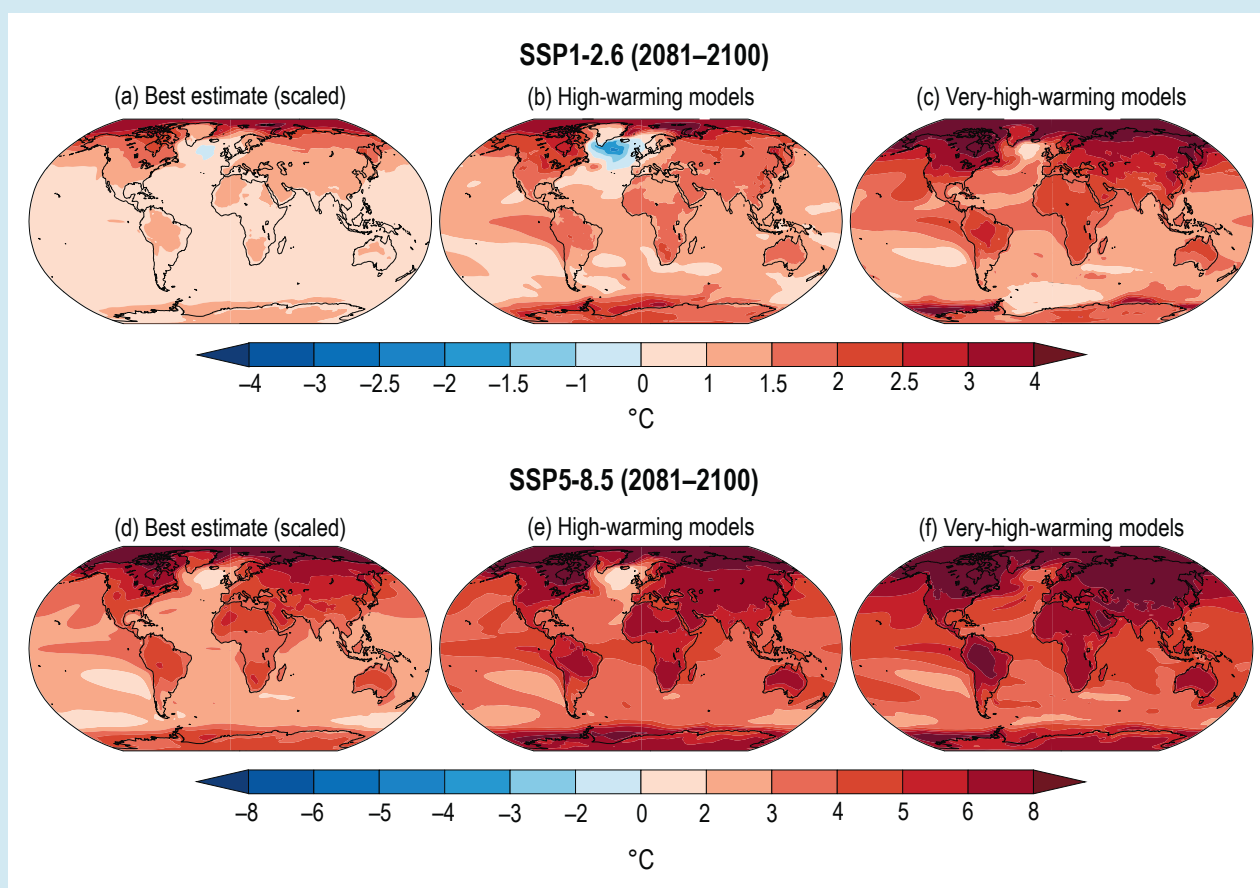 SSP1-2.6 (2081–2100)
(a) Best estimate (scaled)
(b) High-warming models
(c) Very-high-warming models
–4 –3 –2.5 –2 –1.5 –1 0 1 1.5 2 2.5 3 4
°C
SSP5-8.5 (2081–2100)
(d) Best estimate (scaled)
(e) High-warming models
(f) Very-high-warming models
–8 –6 –5 –4 –3 –2 0 2 3 4 5 6 8
°C